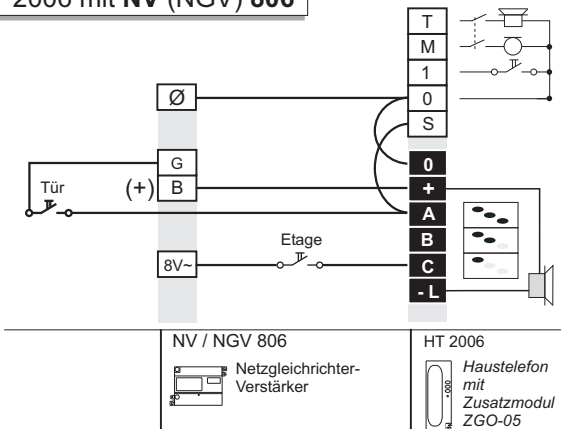 2006 mit NV (NGV) 806
T
M
1
0
S
Ø
G
(+) B
Tür
8V~
Etage
0
+
A
B
C
- L
NV / NGV 806
Netzgleichrichter-
Verstärker
HT 2006
Haustelefon
mit
Zusatzmodul
ZGO-05